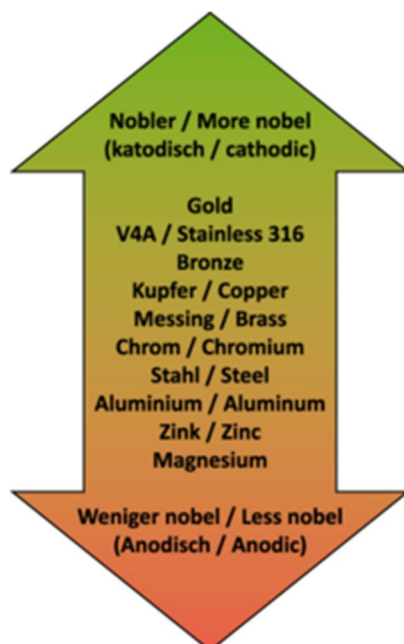 Nobler / More nobel
(katodisch / cathodic)
Gold
V4A / Stainless 316
Bronze
Kupfer / Copper
Messing / Brass
Chrom / Chromium
Stahl / Steel
Aluminium / Aluminum
Zink / Zinc
Magnesium
Weniger nobel / Less nobel
(Anodisch / Anodic)